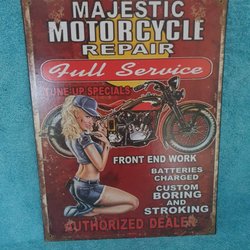 MAJESTIC
MOTORCYCLE
REPAIR
Full Service
TUNE-UP SPECIALS
FRONT END WORK
BATTERIES
CHARGED
CUSTOM
BORING
AND
STROKING
AUTHORIZED DEALER